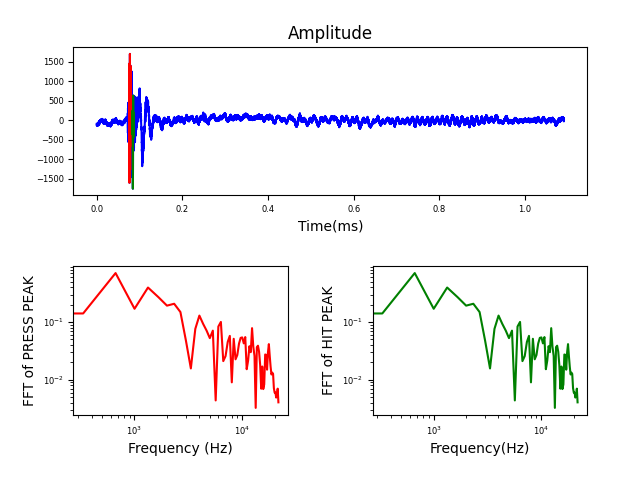 Amplitude
1500
1000
500
0
−500
−1000
−1500
0.0 0.2 0.4 0.6 0.8 1.0
Time(ms)
FFT of PRESS PEAK
10⁻¹
10⁻²
10³ 10⁴
Frequency (Hz)
FFT of HIT PEAK
10⁻¹
10⁻²
10³ 10⁴
Frequency(Hz)